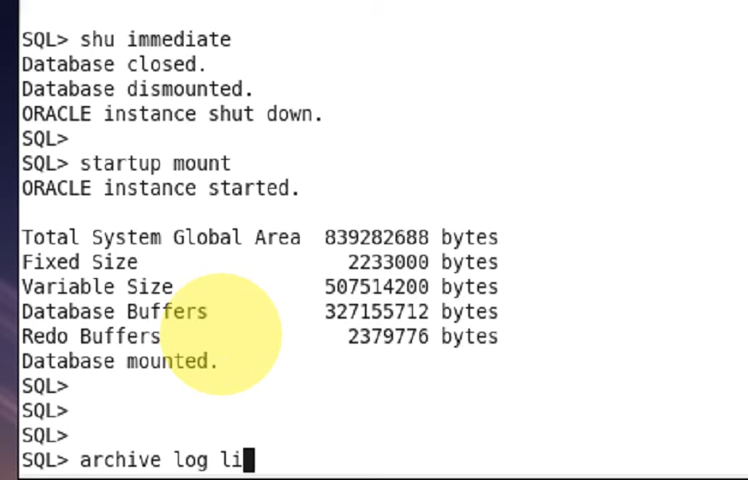 SQL> shu immediate
Database closed.
Database dismounted.
ORACLE instance shut down.
SQL>
SQL> startup mount
ORACLE instance started.
Total System Global Area 839282688 bytes
Fixed Size 2233000 bytes
Variable Size 507514200 bytes
Database Buffers 327155712 bytes
Redo Buffers 2379776 bytes
Database mounted.
SQL>
SQL>
SQL>
SQL> archive log li